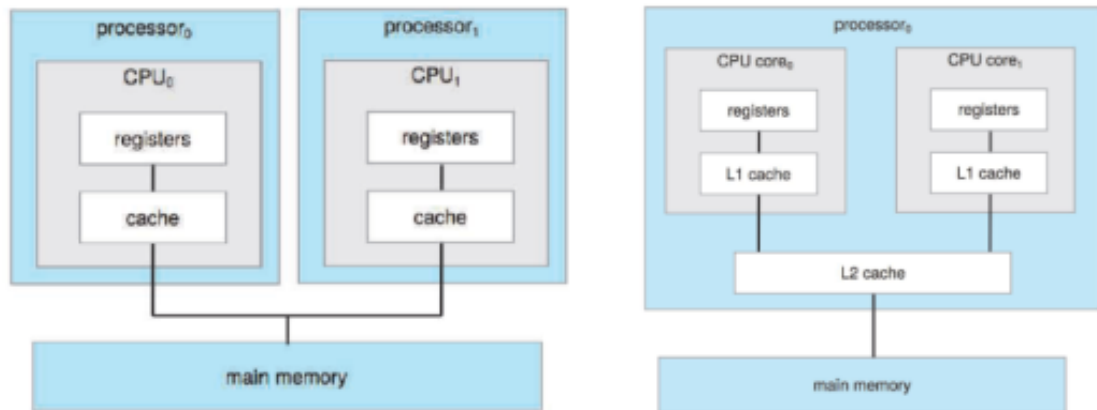 processor₀
CPU₀
registers
cache
processor₁
CPU₁
registers
cache
main memory
processor₀
CPU core₀
registers
L1 cache
CPU core₁
registers
L1 cache
L2 cache
main memory